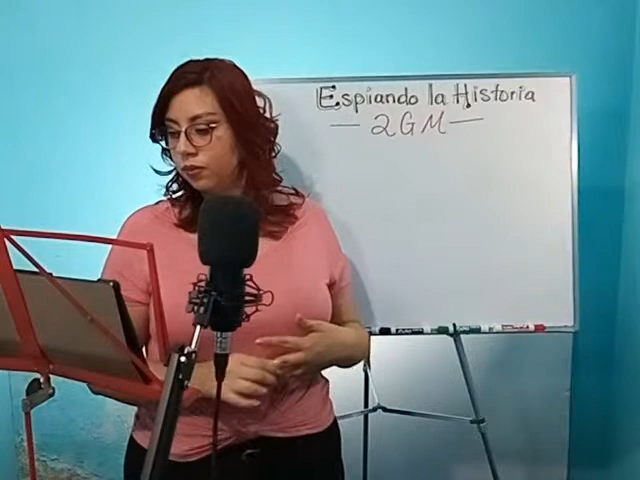 Espiando la Historia
— 2GM —